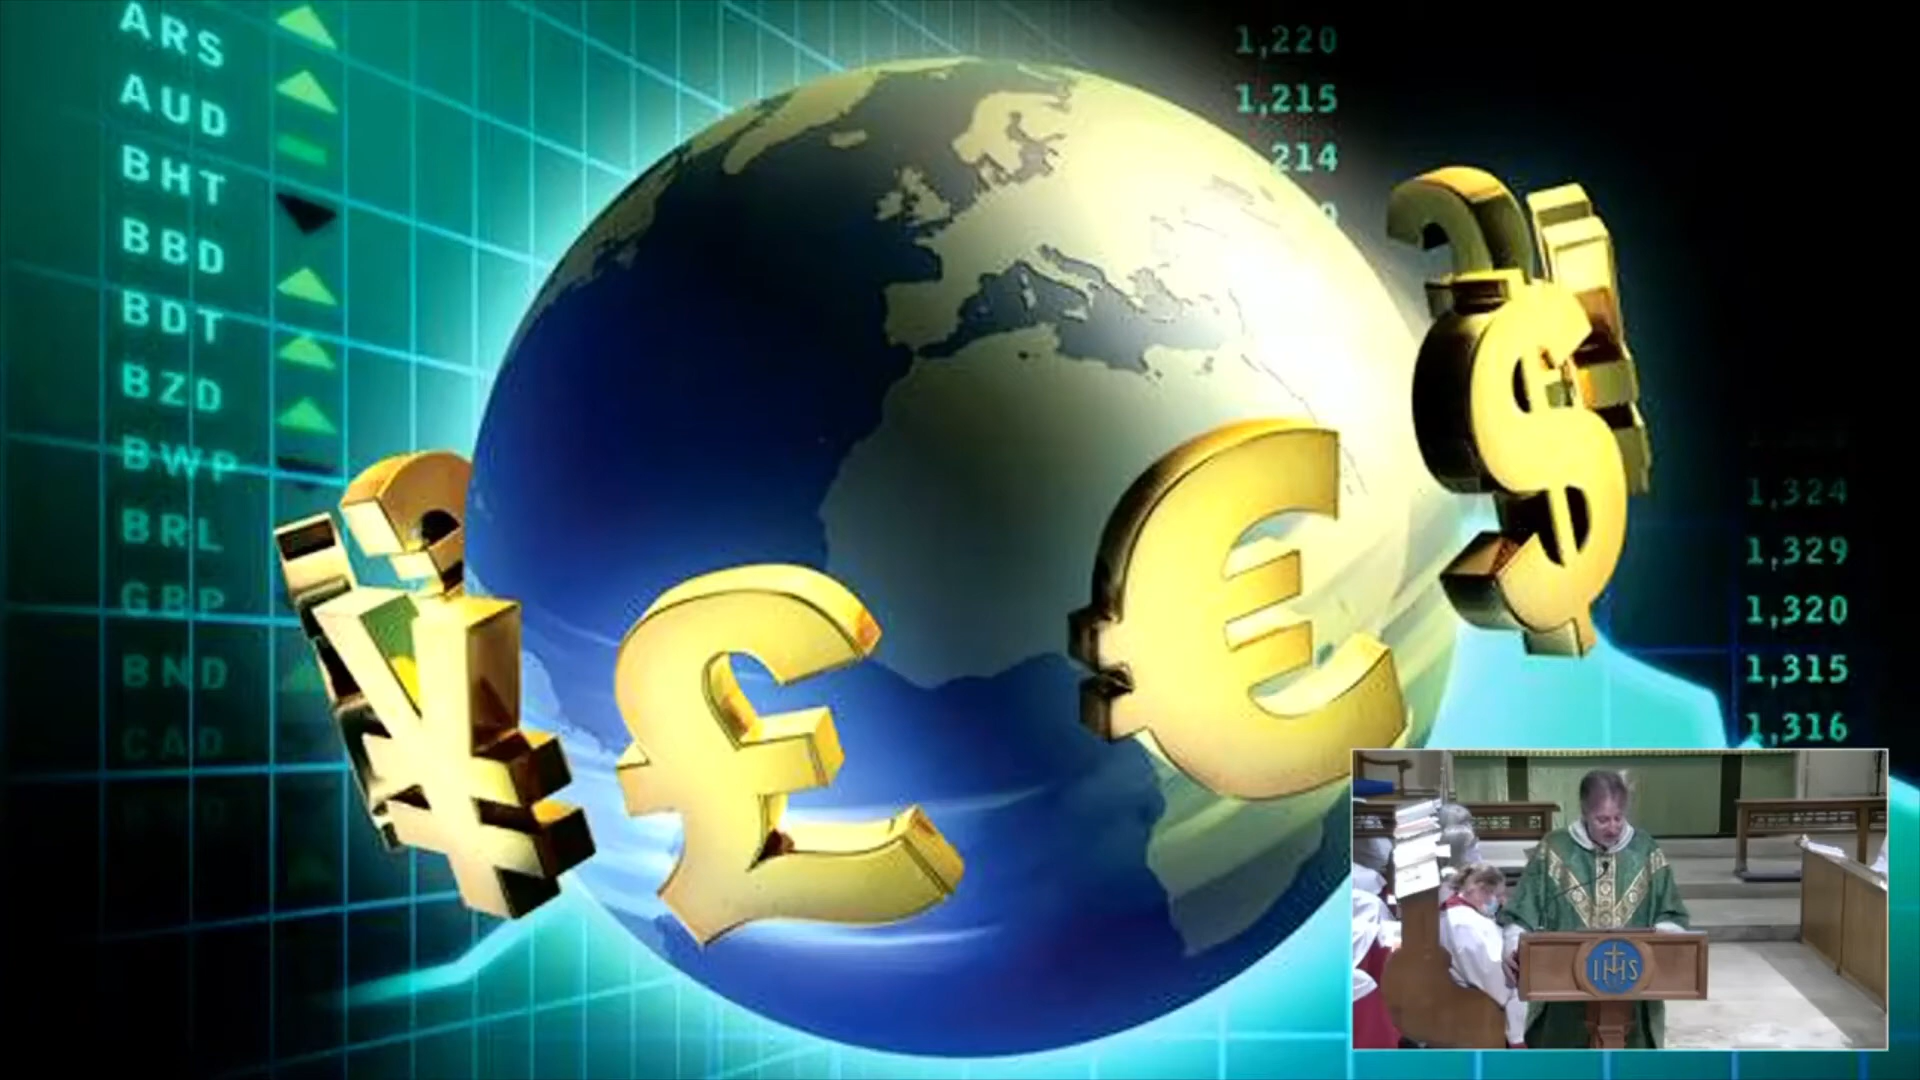 ARS
AUD
BHT
BBD
BDT
BZD
BWP
BRL
GBP
BND
CAD
1,220
1,215
214
1,324
1,329
1,320
1,315
1,316
¥
£
€
$
IHS